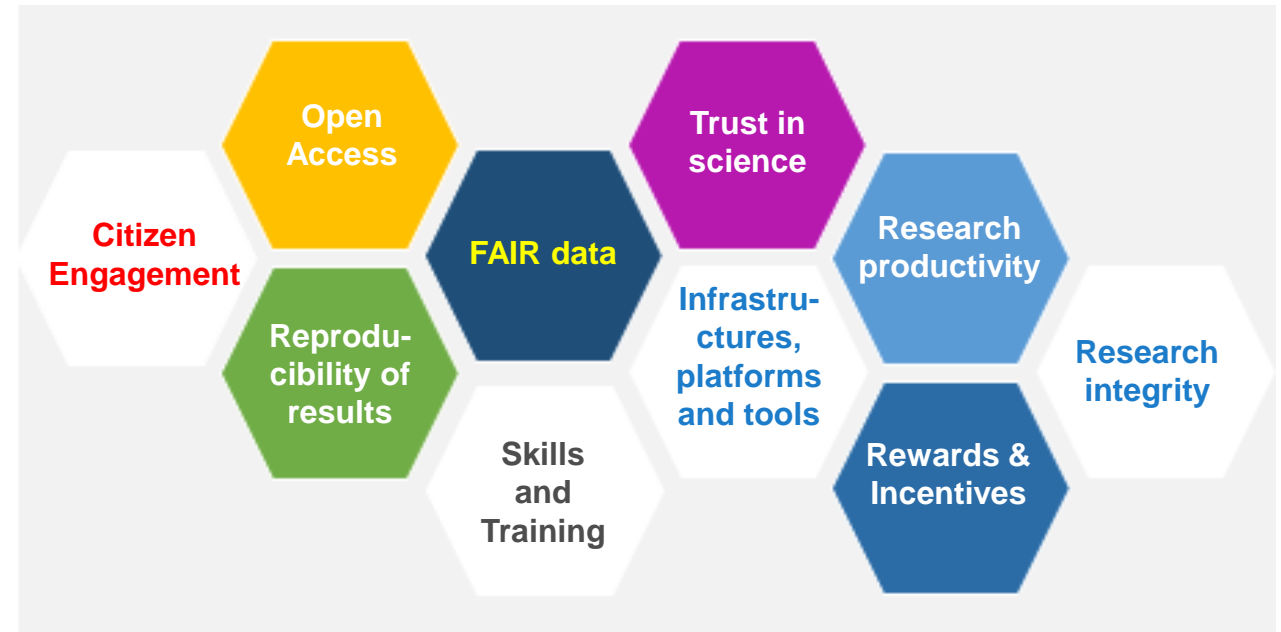 Open
Access
Trust in
science
Citizen
Engagement
FAIR data
Research
productivity
Reprodu-
cibility of
results
Infrastru-
ctures,
platforms
and tools
Research
integrity
Skills
and
Training
Rewards &
Incentives